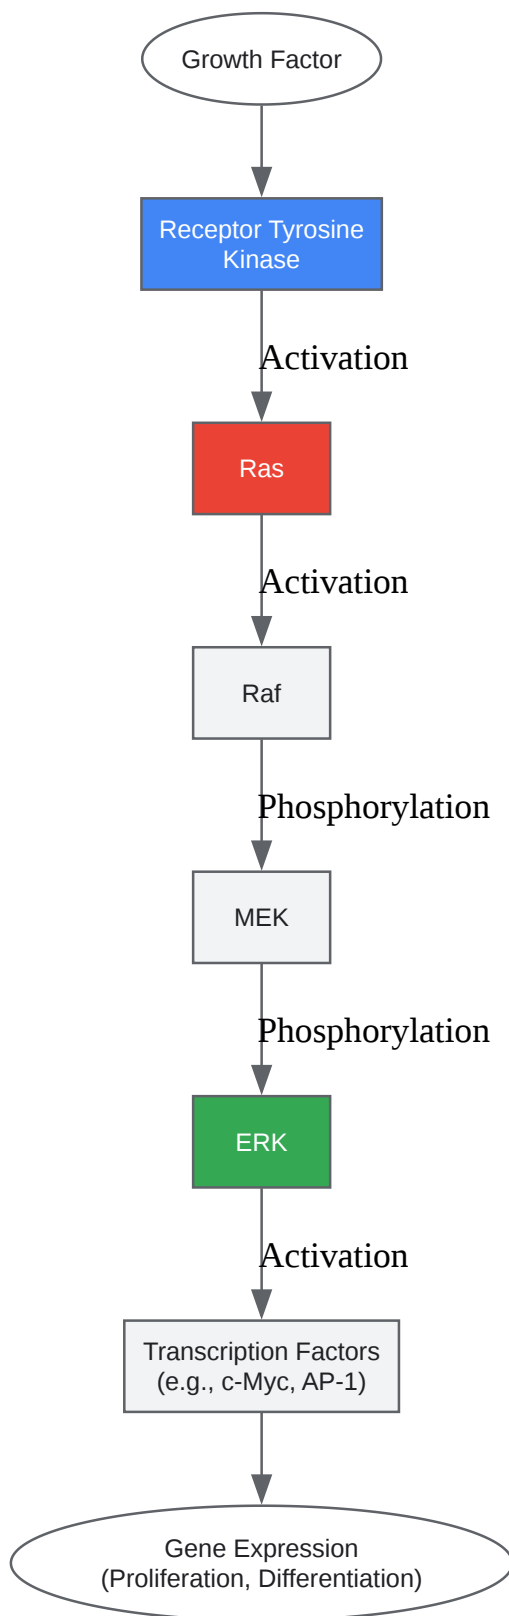 Growth Factor
Receptor Tyrosine
Kinase
Activation
Ras
Activation
Raf
Phosphorylation
MEK
Phosphorylation
ERK
Activation
Transcription Factors
(e.g., c-Myc, AP-1)
Gene Expression
(Proliferation, Differentiation)